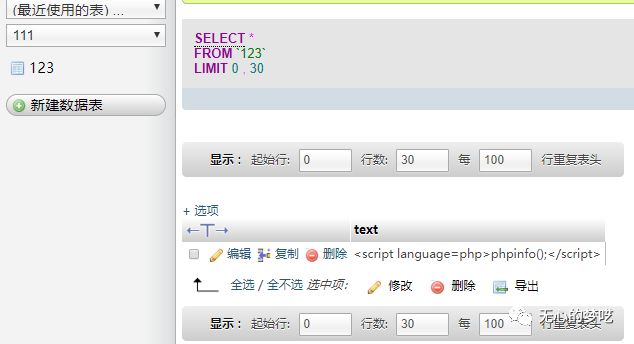 (最近使用的表) ...
111
123
新建数据表
SELECT *
FROM `123`
LIMIT 0 , 30
显示： 起始行: 0 行数: 30 每 100 行重复表头
+ 选项
←T→ text
编辑 复制 删除 <script language=php>phpinfo();</script>
全选 / 全不选 选中项: 修改 删除 导出
显示： 起始行: 0 行数: 30 每 100 行重复表头
无心的梦呓